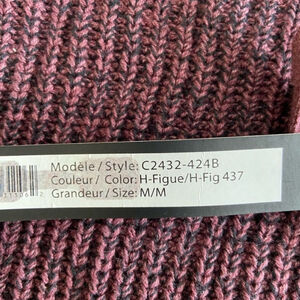 Modèle / Style: C2432-424B
Couleur / Color: H-Figue/H-Fig 437
Grandeur / Size: M/M